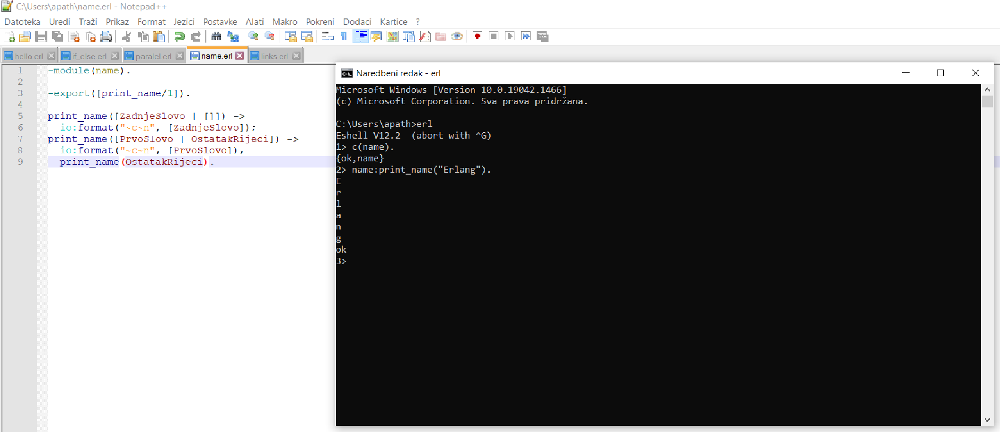 C:\Users\apath\name.erl - Notepad++
Datoteka Uredi Traži Prikaz Format Jezici Postavke Alati Makro Pokreni Dodaci Kartice ?
hello.erl if_else.erl paralel.erl name.erl links.erl
1 -module(name).
2
3 -export([print_name/1]).
4
5 print_name([ZadnjeSlovo | []]) ->
6 io:format("~c~n", [ZadnjeSlovo]);
7 print_name([PrvoSlovo | OstatakRijeci]) ->
8 io:format("~c~n", [PrvoSlovo]),
9 print_name(OstatakRijeci).
Naredbeni redak - erl
Microsoft Windows [Version 10.0.19042.1466]
(c) Microsoft Corporation. Sva prava pridržana.
C:\Users\apath>erl
Eshell V12.2 (abort with ^G)
1> c(name).
{ok,name}
2> name:print_name("Erlang").
E
r
l
a
n
g
ok
3>